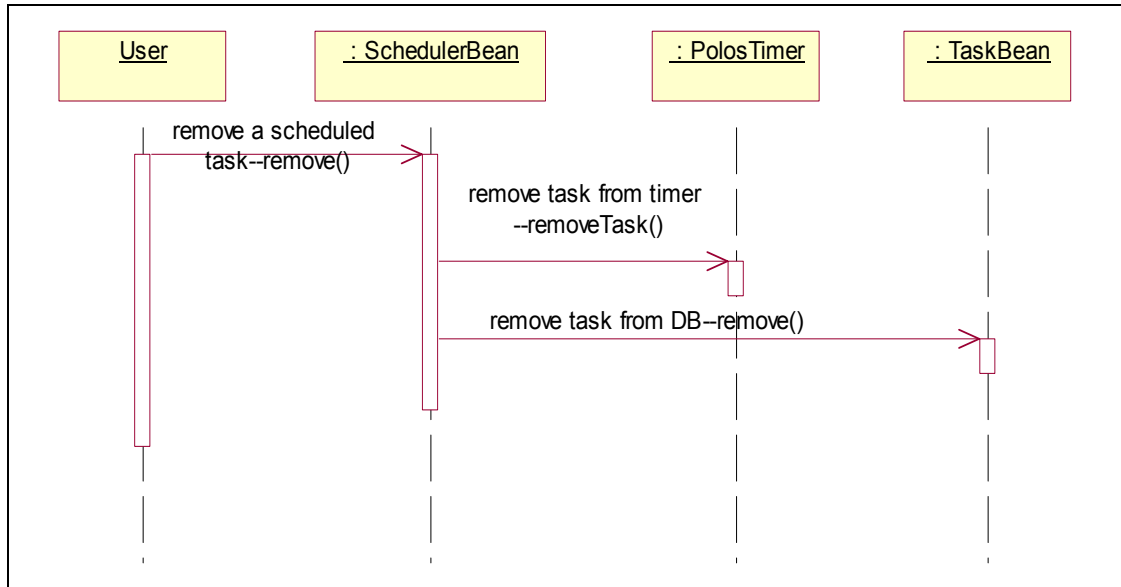 User
: SchedulerBean
: PolosTimer
: TaskBean
remove a scheduled
task--remove()
remove task from timer
--removeTask()
remove task from DB--remove()